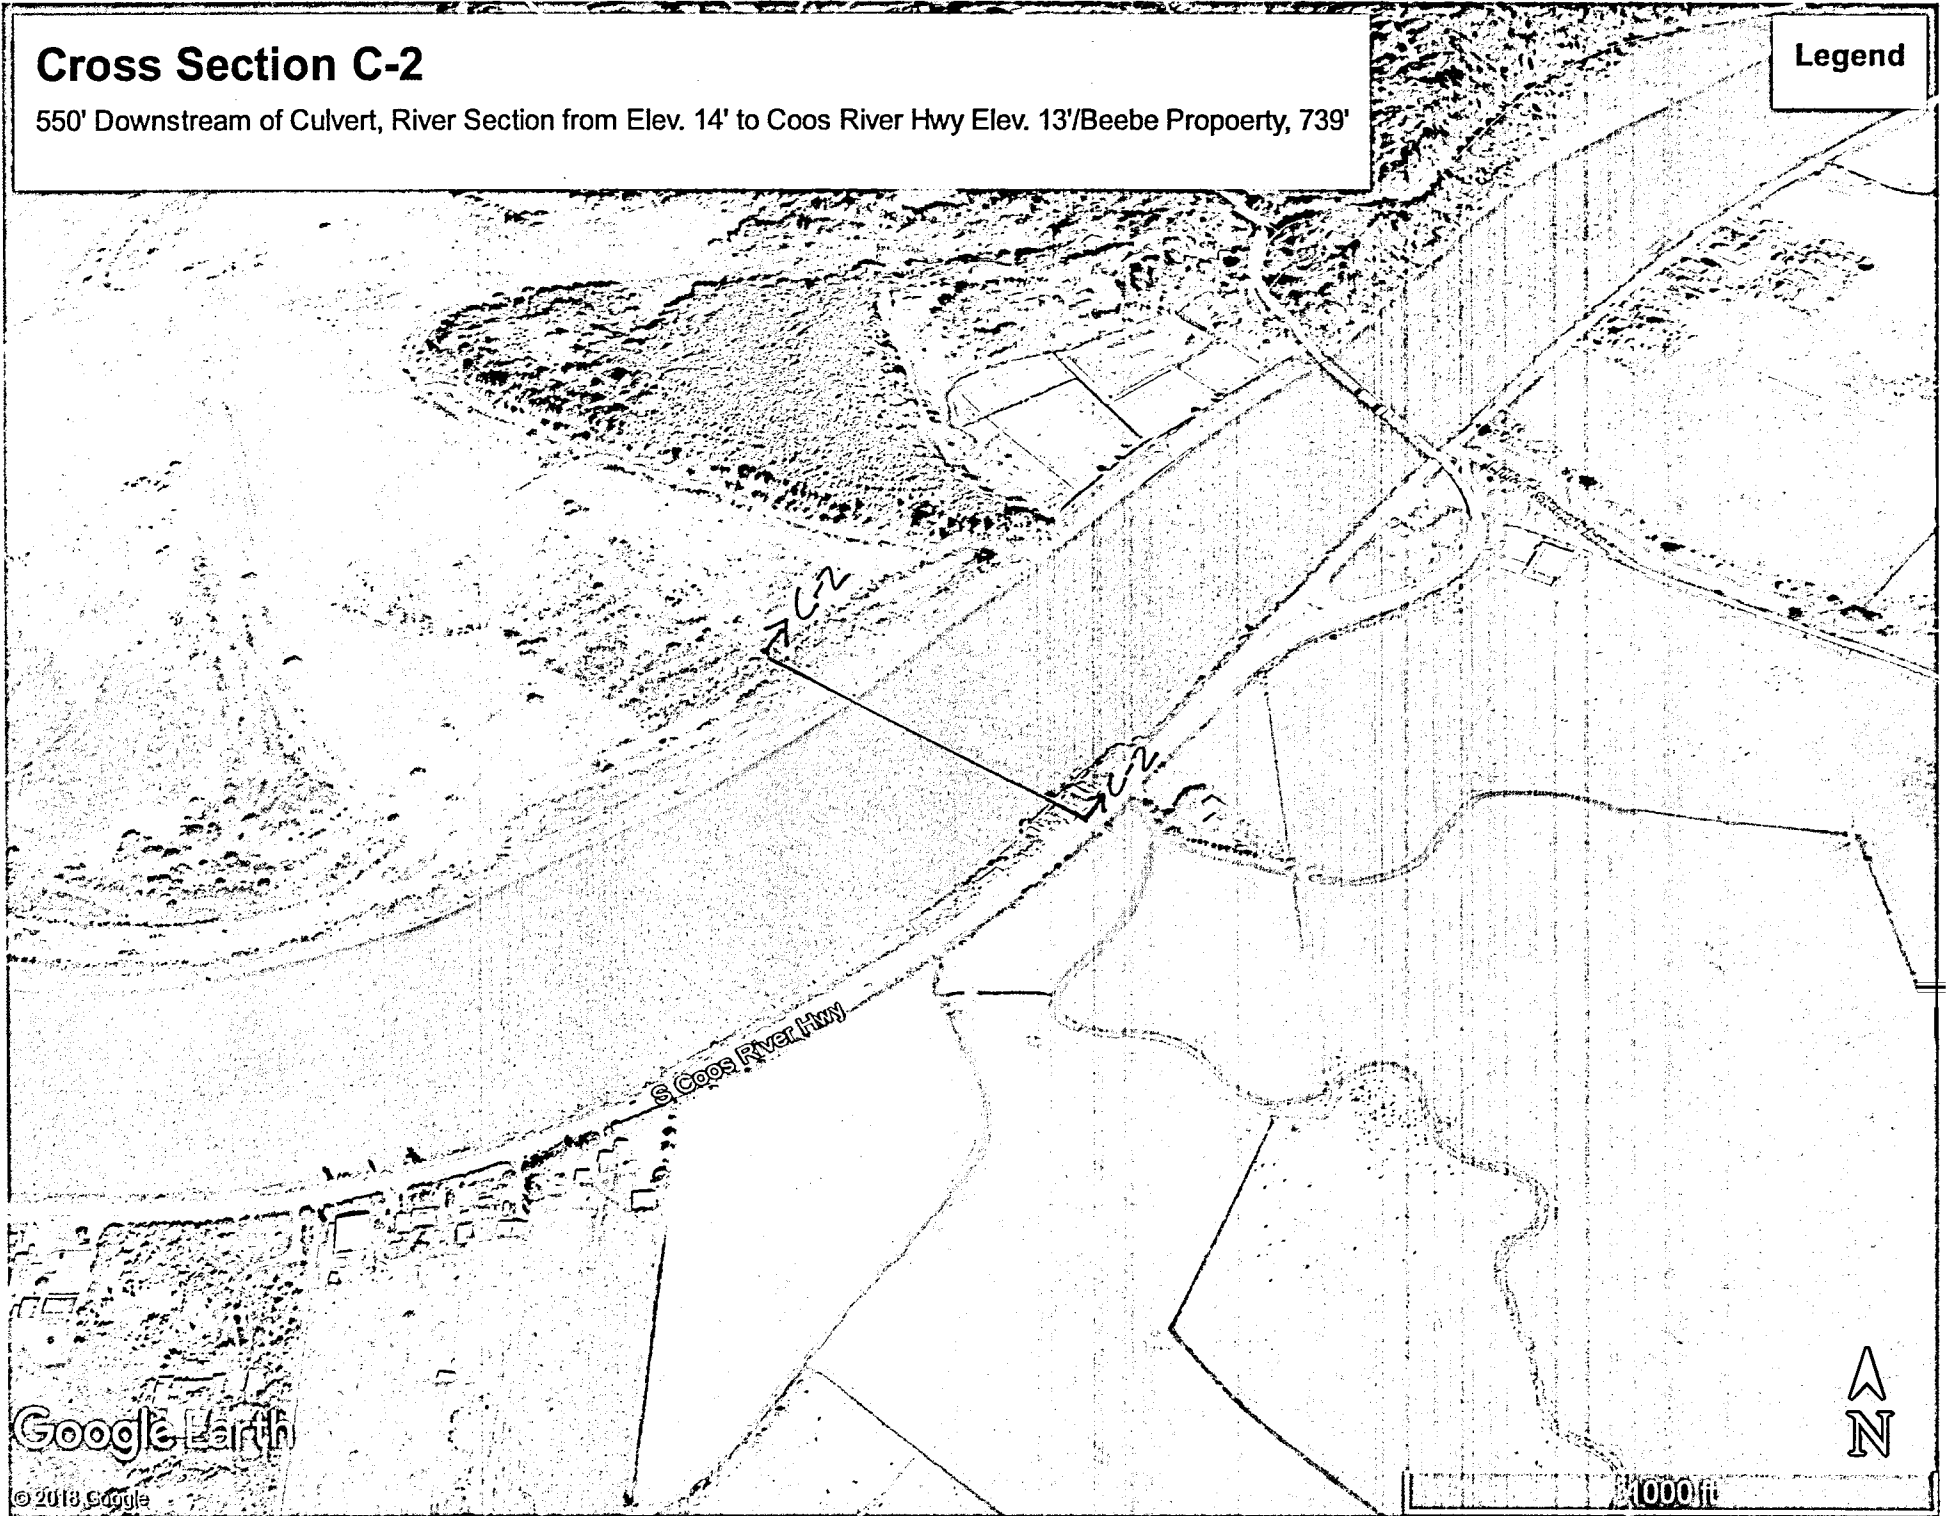 Cross Section C-2
550' Downstream of Culvert, River Section from Elev. 14' to Coos River Hwy Elev. 13'/Beebe Propoerty, 739'
Legend
C-2
C-2
S Coos River Hwy
Google Earth
© 2018 Google
N
1000 ft